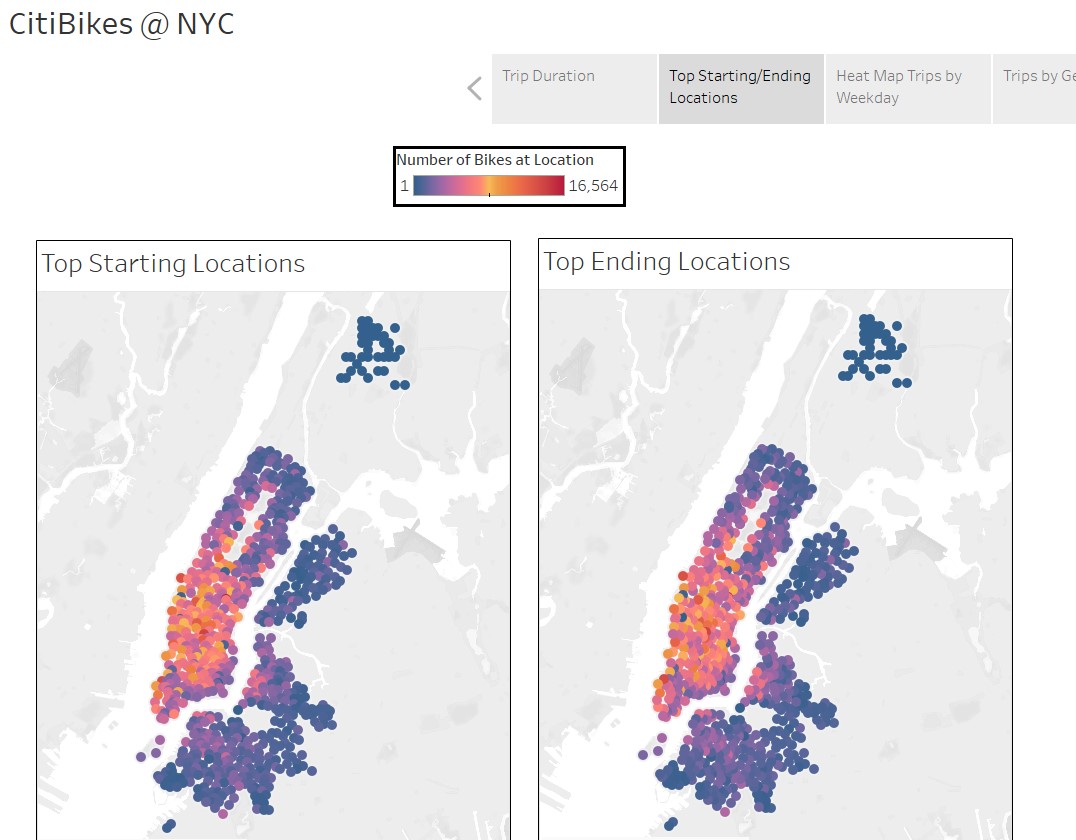 CitiBikes @ NYC
Trip Duration
Top Starting/Ending
Locations
Heat Map Trips by
Weekday
Trips by Ge
Number of Bikes at Location
1 16,564
Top Starting Locations
Top Ending Locations